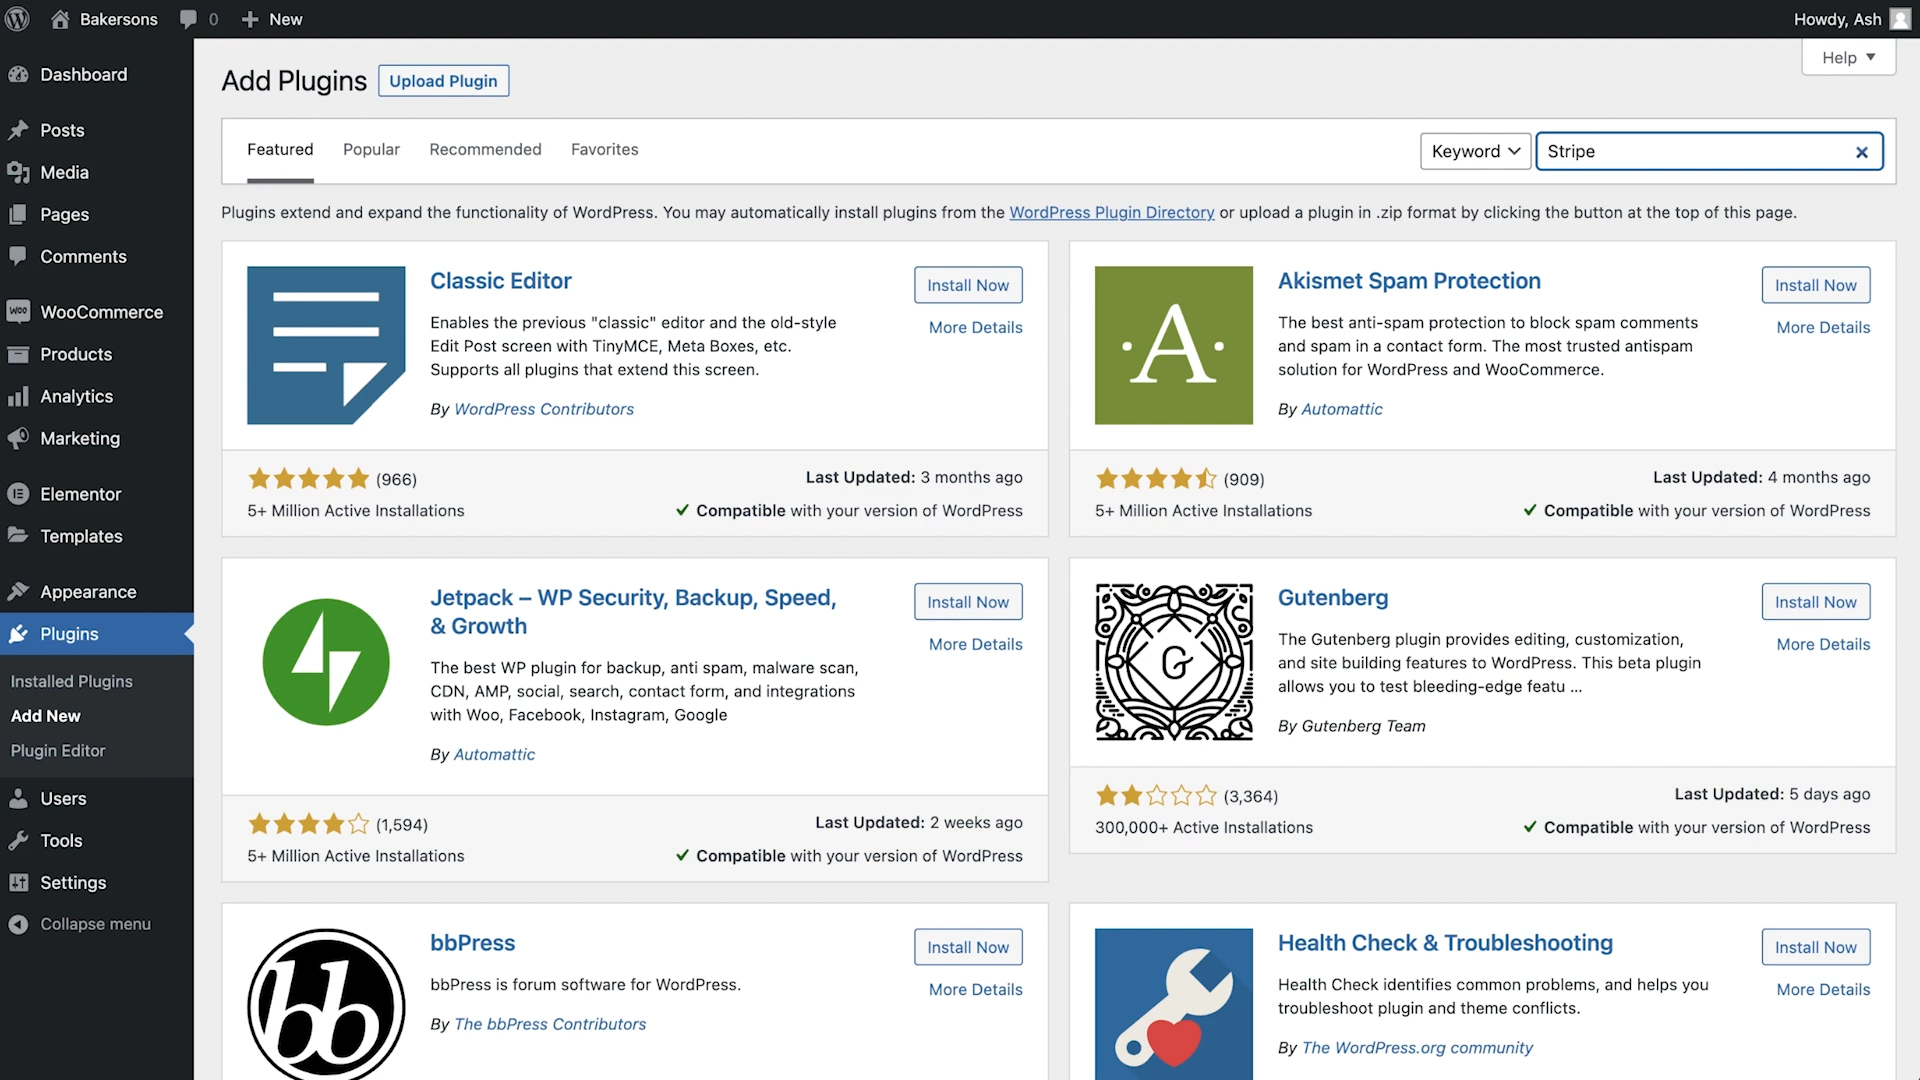 Bakersons
0
New
Howdy, Ash
Help
Dashboard
Posts
Media
Pages
Comments
Woo
WooCommerce
Products
Analytics
Marketing
Elementor
Templates
Appearance
Plugins
Installed Plugins
Add New
Plugin Editor
Users
Tools
Settings
Collapse menu
Add Plugins
Upload Plugin
Featured
Popular
Recommended
Favorites
Keyword
Stripe
Plugins extend and expand the functionality of WordPress. You may automatically install plugins from the WordPress Plugin Directory or upload a plugin in .zip format by clicking the button at the top of this page.
Classic Editor
Install Now
More Details
Enables the previous "classic" editor and the old-style
Edit Post screen with TinyMCE, Meta Boxes, etc.
Supports all plugins that extend this screen.
By WordPress Contributors
(966)
Last Updated: 3 months ago
5+ Million Active Installations
Compatible with your version of WordPress
A
Akismet Spam Protection
Install Now
More Details
The best anti-spam protection to block spam comments
and spam in a contact form. The most trusted antispam
solution for WordPress and WooCommerce.
By Automattic
(909)
Last Updated: 4 months ago
5+ Million Active Installations
Compatible with your version of WordPress
Jetpack – WP Security, Backup, Speed,
& Growth
Install Now
More Details
The best WP plugin for backup, anti spam, malware scan,
CDN, AMP, social, search, contact form, and integrations
with Woo, Facebook, Instagram, Google
By Automattic
(1,594)
Last Updated: 2 weeks ago
5+ Million Active Installations
Compatible with your version of WordPress
G
Gutenberg
Install Now
More Details
The Gutenberg plugin provides editing, customization,
and site building features to WordPress. This beta plugin
allows you to test bleeding-edge featu ...
By Gutenberg Team
(3,364)
Last Updated: 5 days ago
300,000+ Active Installations
Compatible with your version of WordPress
bb
bbPress
Install Now
More Details
bbPress is forum software for WordPress.
By The bbPress Contributors
Health Check & Troubleshooting
Install Now
More Details
Health Check identifies common problems, and helps you
troubleshoot plugin and theme conflicts.
By The WordPress.org community